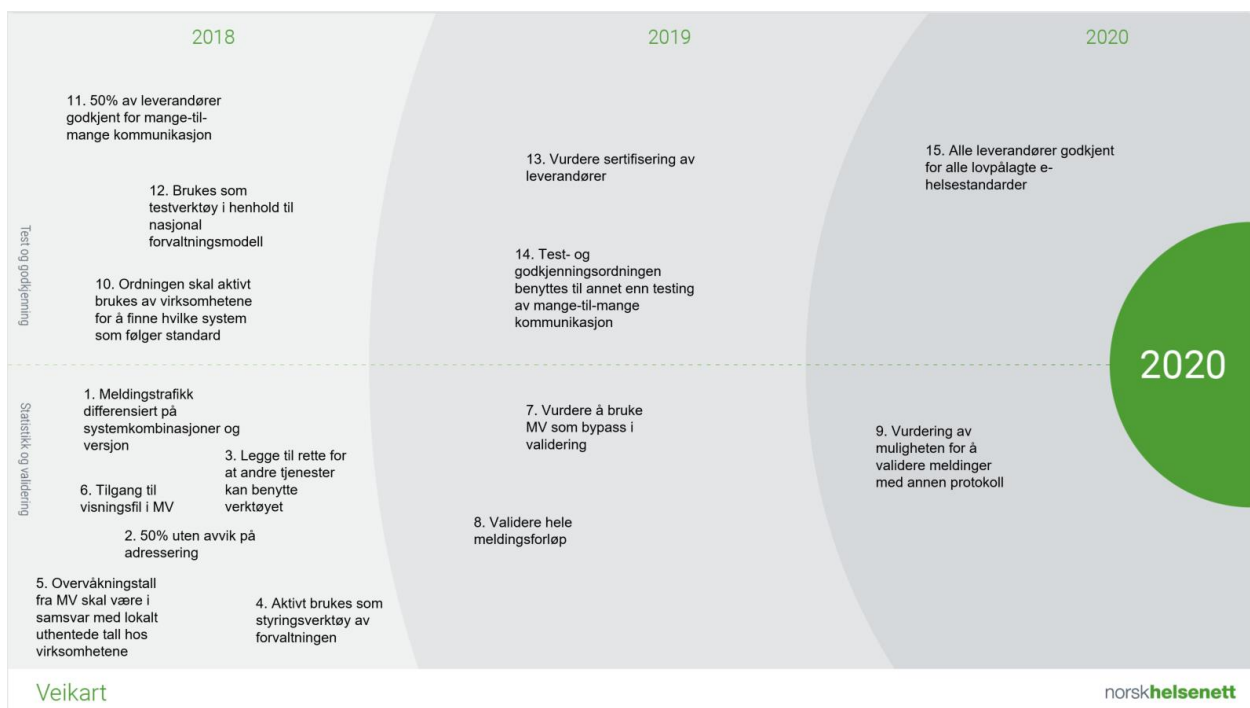 2018
2019
2020
11. 50% av leverandører
godkjent for mange-til-
mange kommunikasjon
12. Brukes som
testverktøy i henhold til
nasjonal
forvaltningsmodell
10. Ordningen skal aktivt
brukes av virksomhetene
for å finne hvilke system
som følger standard
13. Vurdere sertifisering av
leverandører
14. Test- og
godkjenningsordningen
benyttes til annet enn testing
av mange-til-mange
kommunikasjon
15. Alle leverandører godkjent
for alle lovpålagte e-
helsestandarder
Test og godkjenning
2020
Statistikk og validering
1. Meldingstrafikk
differensiert på
systemkombinasjoner og
versjon
3. Legge til rette for
at andre tjenester
kan benytte
verktøyet
6. Tilgang til
visningsfil i MV
2. 50% uten avvik på
adressering
5. Overvåkningstall
fra MV skal være i
samsvar med lokalt
uthentede tall hos
virksomhetene
4. Aktivt brukes som
styringsverktøy av
forvaltningen
7. Vurdere å bruke
MV som bypass i
validering
8. Validere hele
meldingsforløp
9. Vurdering av
muligheten for å
validere meldinger
med annen protokoll
Veikart
norskhelsenett